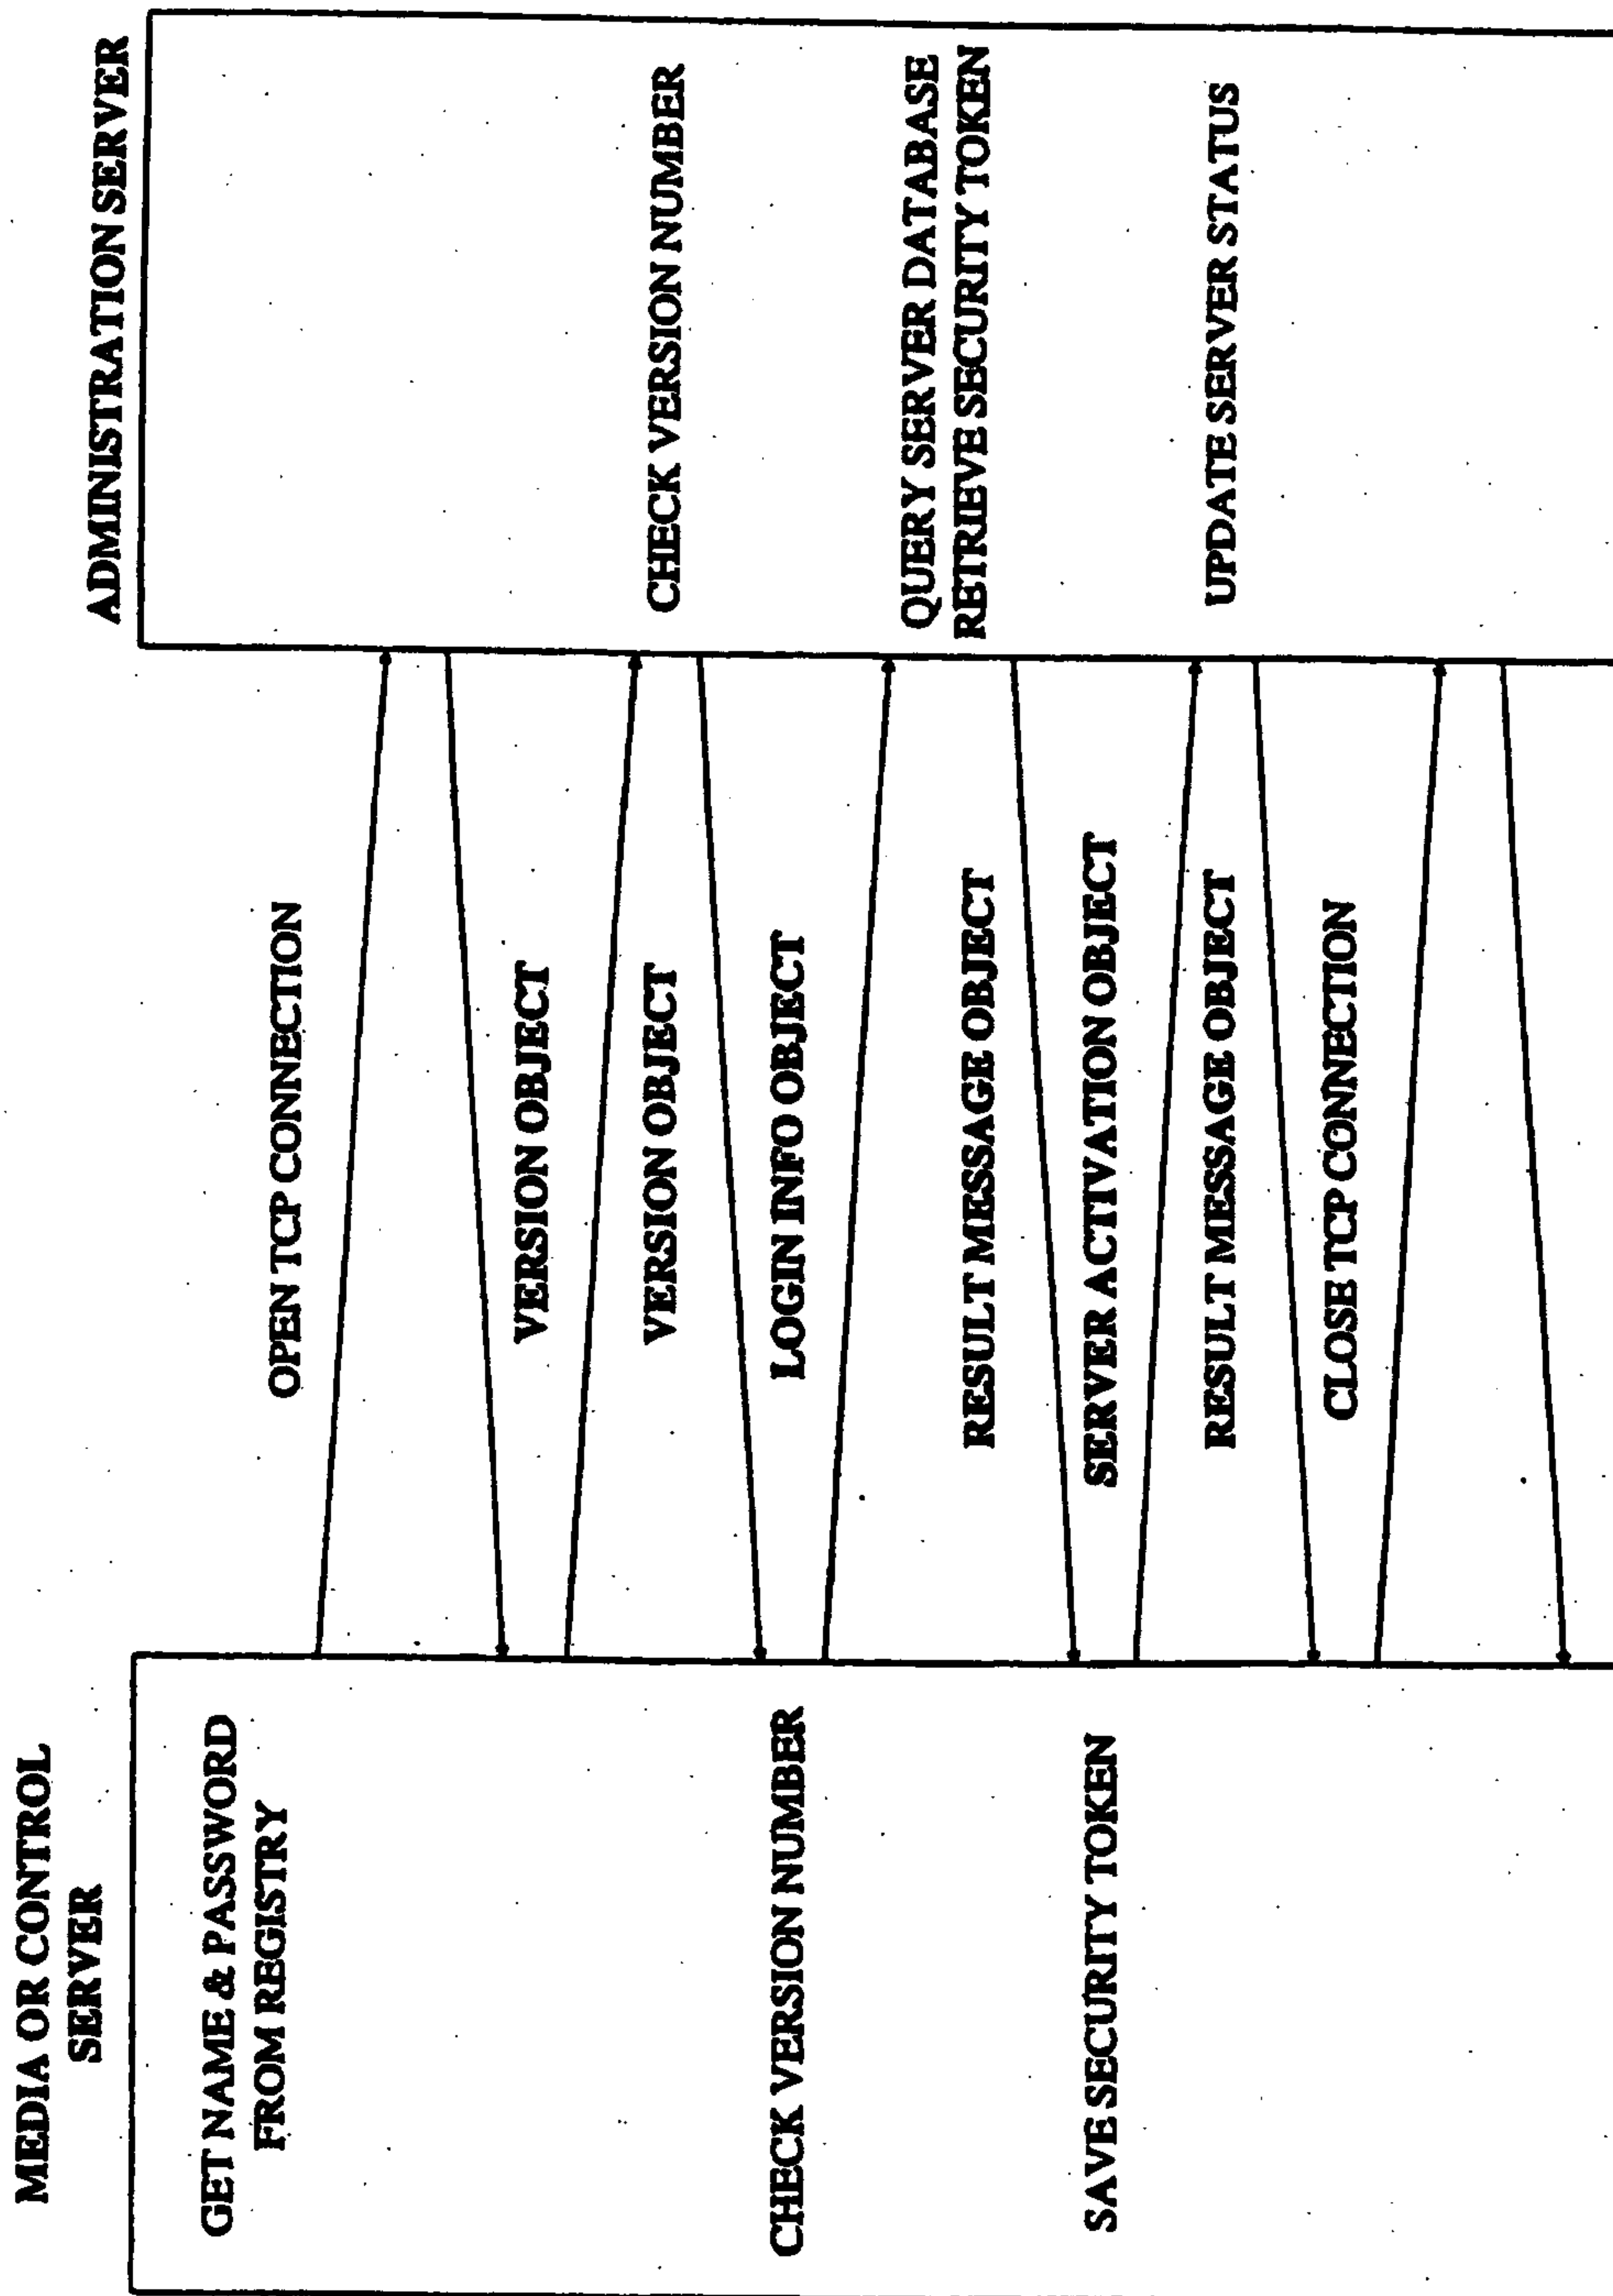 MEDIA OR CONTROL
SERVER
ADMINISTRATION SERVER
GET NAME & PASSWORD
FROM REGISTRY
OPEN TCP CONNECTION
VERSION OBJECT
VERSION OBJECT
CHECK VERSION NUMBER
CHECK VERSION NUMBER
LOGIN INFO OBJECT
QUERY SERVER DATABASE
RETRIEVE SECURITY TOKEN
RESULT MESSAGE OBJECT
SAVE SECURITY TOKEN
SERVER ACTIVATION OBJECT
UPDATE SERVER STATUS
RESULT MESSAGE OBJECT
CLOSE TCP CONNECTION